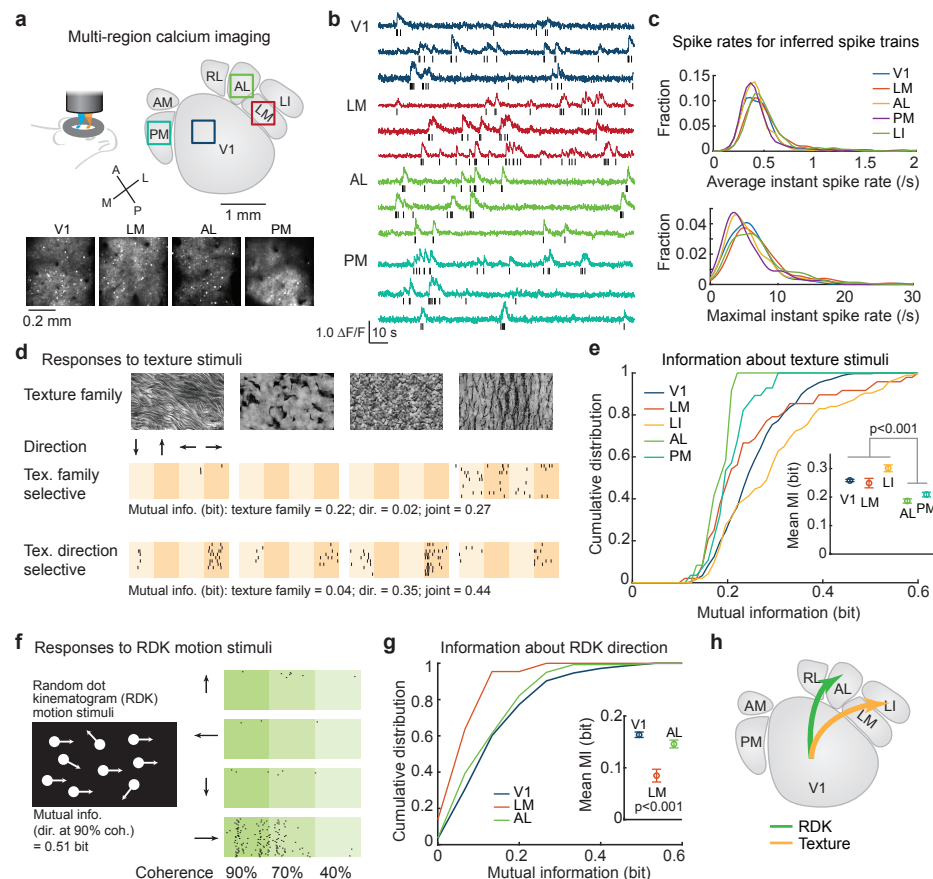 a
Multi-region calcium imaging
RL
AL
LI
AM
LM
PM
V1
A
L
M
P
1 mm
V1
LM
AL
PM
0.2 mm
b
V1
LM
AL
PM
1.0 ΔF/F
10 s
c
Spike rates for inferred spike trains
0.15
0.10
0.05
0
Fraction
V1
LM
AL
PM
LI
0
0.5
1
1.5
2
Average instant spike rate (/s)
0.04
0.02
0
Fraction
0
10
20
30
Maximal instant spike rate (/s)
d
Responses to texture stimuli
Texture family
Direction
Tex. family
selective
Mutual info. (bit): texture family = 0.22; dir. = 0.02; joint = 0.27
Tex. direction
selective
Mutual info. (bit): texture family = 0.04; dir. = 0.35; joint = 0.44
e
Information about texture stimuli
1
0.8
0.6
0.4
0.2
0
Cumulative distribution
V1
LM
LI
AL
PM
p<0.001
0.3
0.2
0.1
0
Mean MI (bit)
V1
LM
LI
AL
PM
0
0.2
0.4
0.6
Mutual information (bit)
f
Responses to RDK motion stimuli
Random dot
kinematogram (RDK)
motion stimuli
Mutual info.
(dir. at 90% coh.)
= 0.51 bit
Coherence
90%
70%
40%
g
Information about RDK direction
1
0.8
0.6
0.4
0.2
0
Cumulative distribution
V1
LM
AL
0.2
0.1
0
Mean MI (bit)
V1
AL
LM
p<0.001
0
0.2
0.4
0.6
Mutual information (bit)
h
RL
AL
LI
AM
LM
PM
V1
RDK
Texture